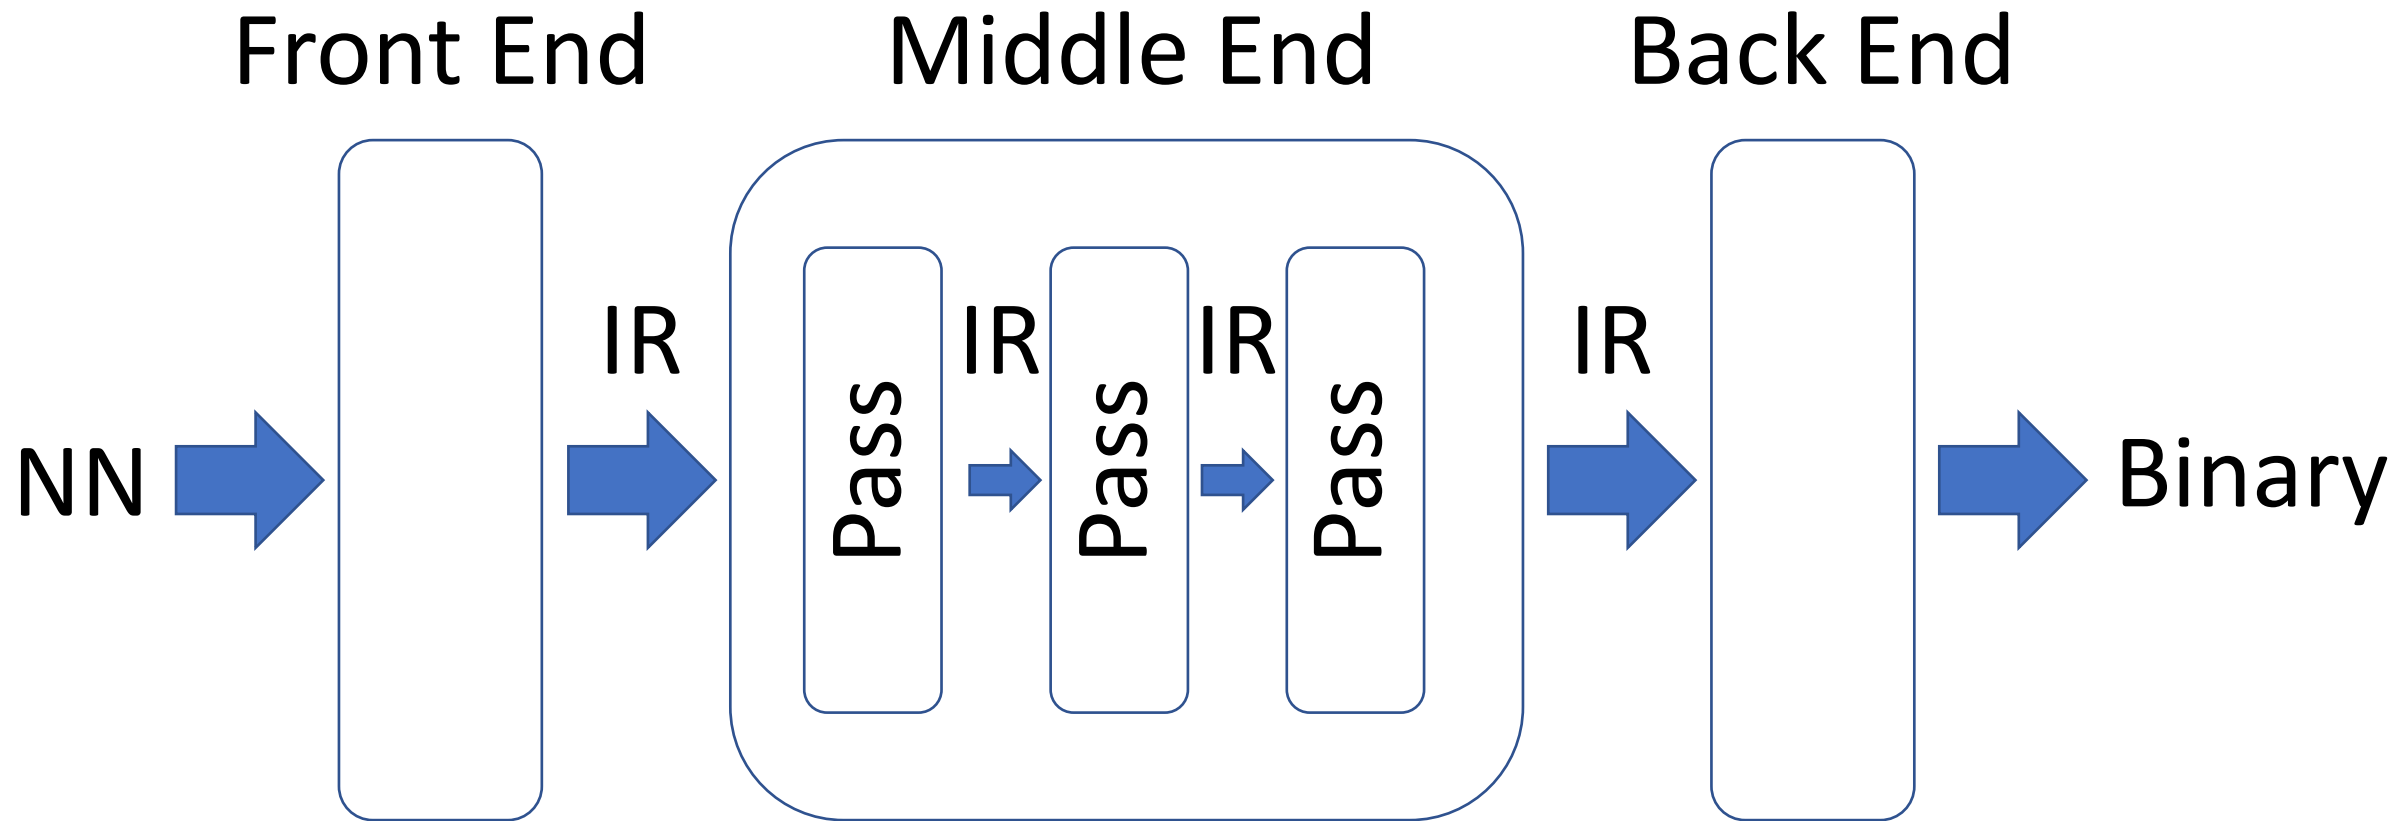 Front End
Middle End
Back End
NN
IR
Pass
IR
Pass
IR
Pass
IR
Binary